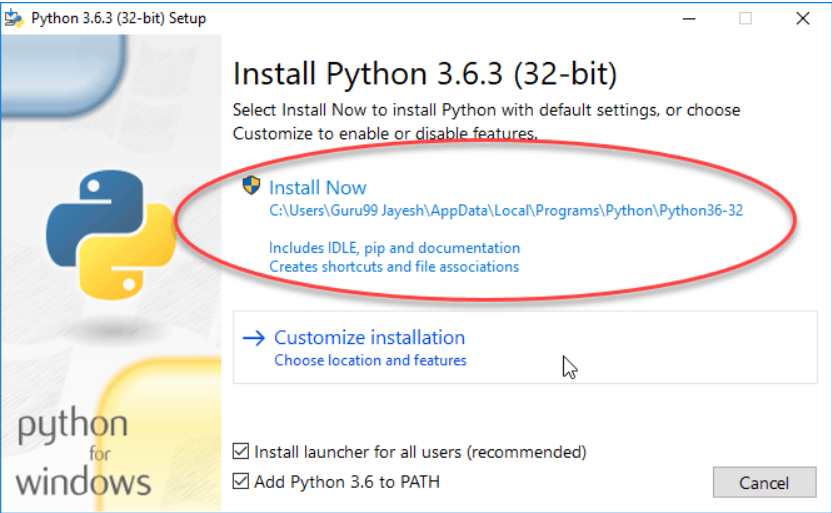 Python 3.6.3 (32-bit) Setup
Install Python 3.6.3 (32-bit)
Select Install Now to install Python with default settings, or choose
Customize to enable or disable features.
Install Now
C:\Users\Guru99 Jayesh\AppData\Local\Programs\Python\Python36-32
Includes IDLE, pip and documentation
Creates shortcuts and file associations
Customize installation
Choose location and features
python
for
windows
Install launcher for all users (recommended)
Add Python 3.6 to PATH
Cancel